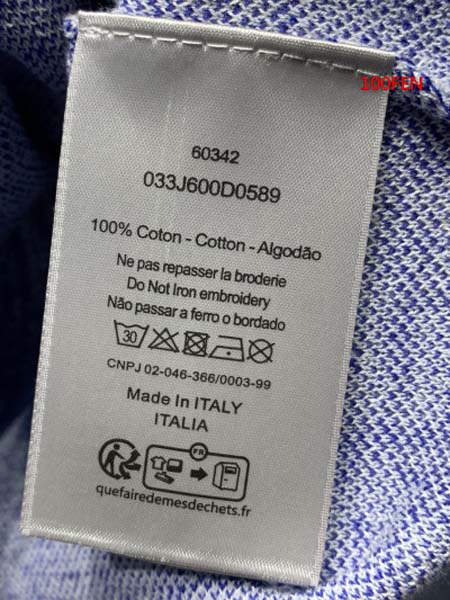 100FEN
60342
033J600D0589
100% Coton - Cotton - Algodão
Ne pas repasser la broderie
Do Not Iron embroidery
Não passar a ferro o bordado
30
CNPJ 02-046-366/0003-99
Made In ITALY
ITALIA
FR
quefairedemesdechets.fr